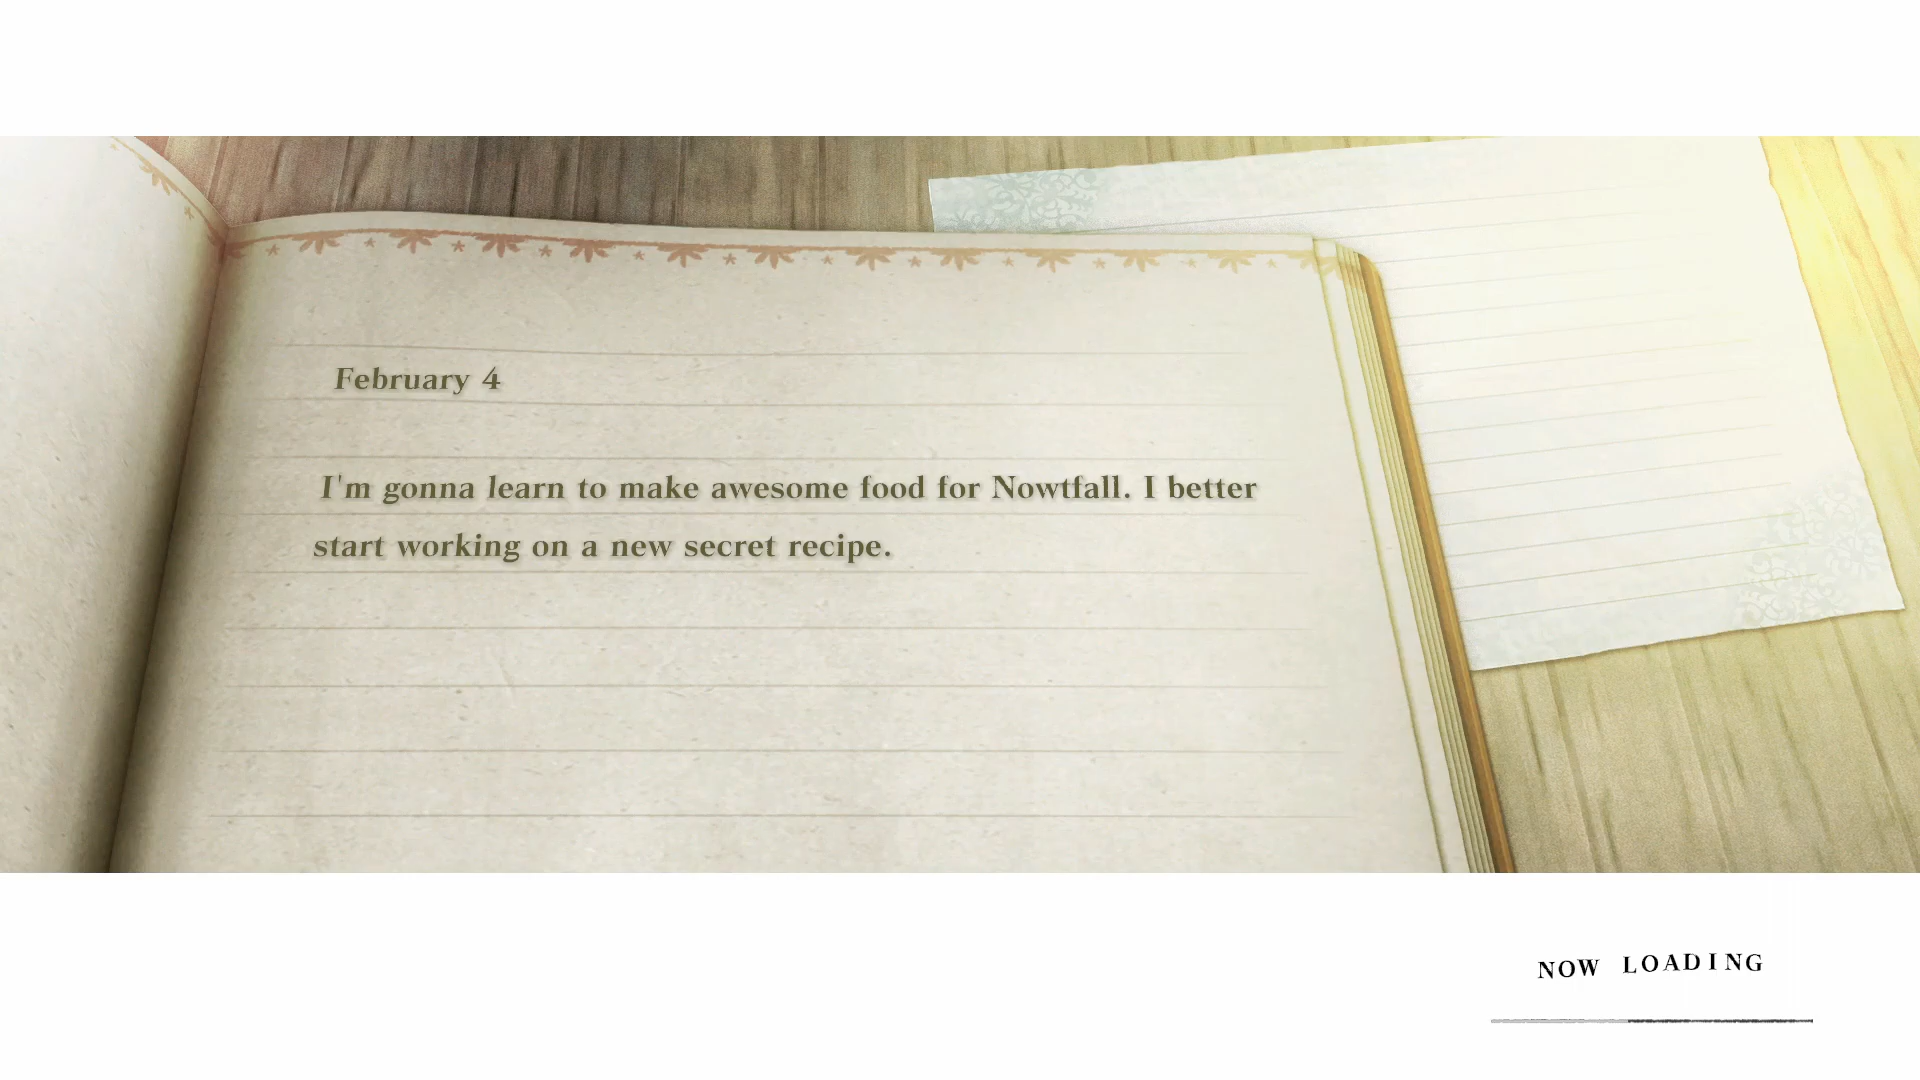 February 4
I'm gonna learn to make awesome food for Nowtfall. I better
start working on a new secret recipe.
NOW LOADING